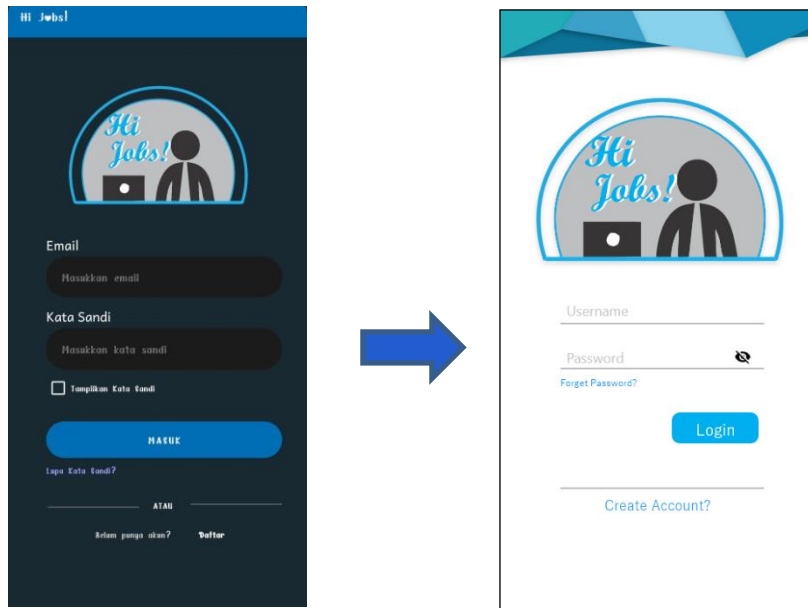 Hi Jobs!
Hi
Jobs!
Email
Masukkan email
Kata Sandi
Masukkan kata sandi
Tampilkan Kata Sandi
MASUK
Lupa Kata Sandi?
ATAU
Belum punya akun? Daftar
Hi
Jobs!
Username
Password
Forget Password?
Login
Create Account?